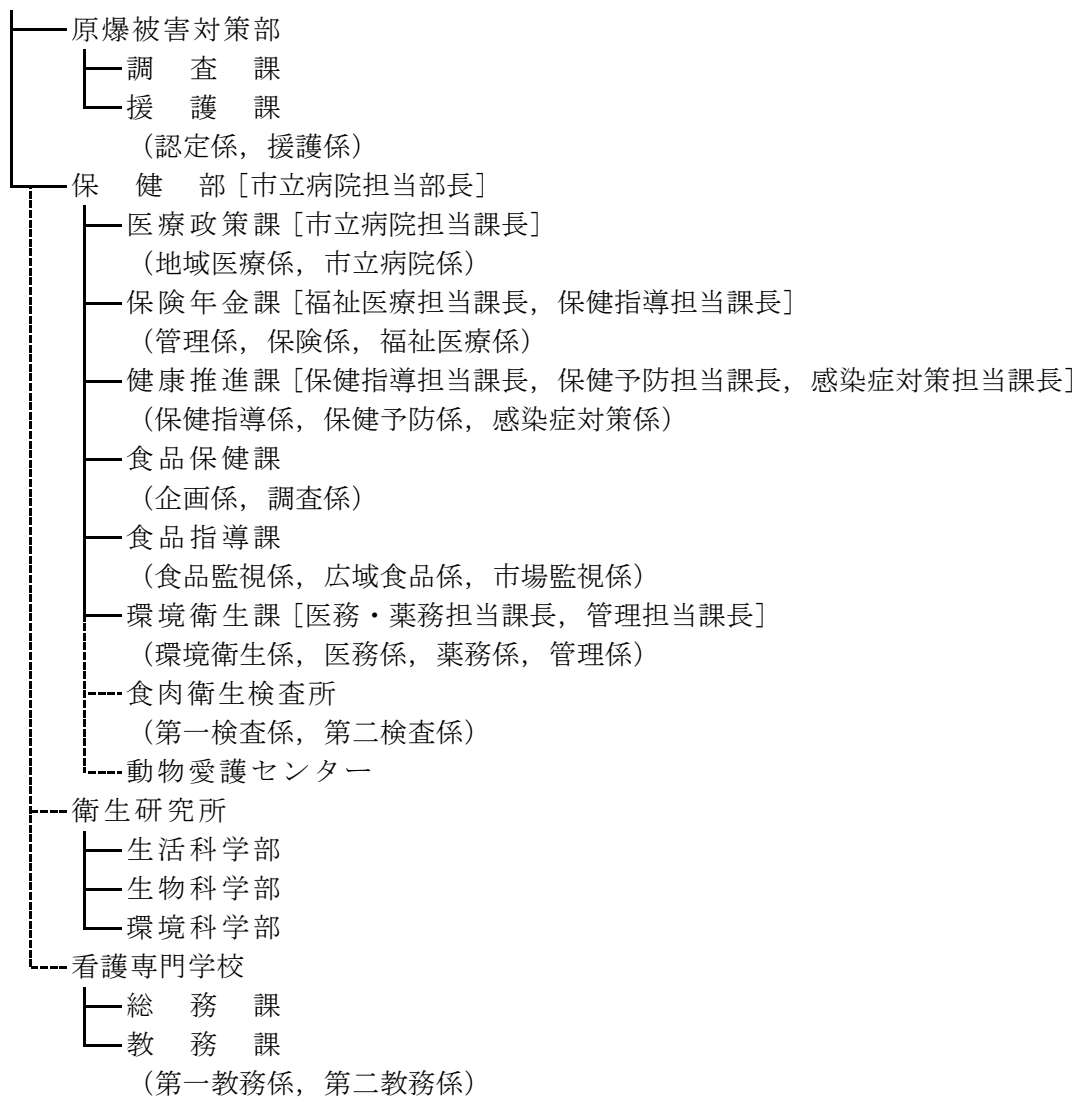 原爆被害対策部
調査課
援護課
（認定係，援護係）
保健部［市立病院担当部長］
医療政策課［市立病院担当課長］
（地域医療係，市立病院係）
保険年金課［福祉医療担当課長，保健指導担当課長］
（管理係，保険係，福祉医療係）
健康推進課［保健指導担当課長，保健予防担当課長，感染症対策担当課長］
（保健指導係，保健予防係，感染症対策係）
食品保健課
（企画係，調査係）
食品指導課
（食品監視係，広域食品係，市場監視係）
環境衛生課［医務・薬務担当課長，管理担当課長］
（環境衛生係，医務係，薬務係，管理係）
食肉衛生検査所
（第一検査係，第二検査係）
動物愛護センター
衛生研究所
生活科学部
生物科学部
環境科学部
看護専門学校
総務課
教務課
（第一教務係，第二教務係）